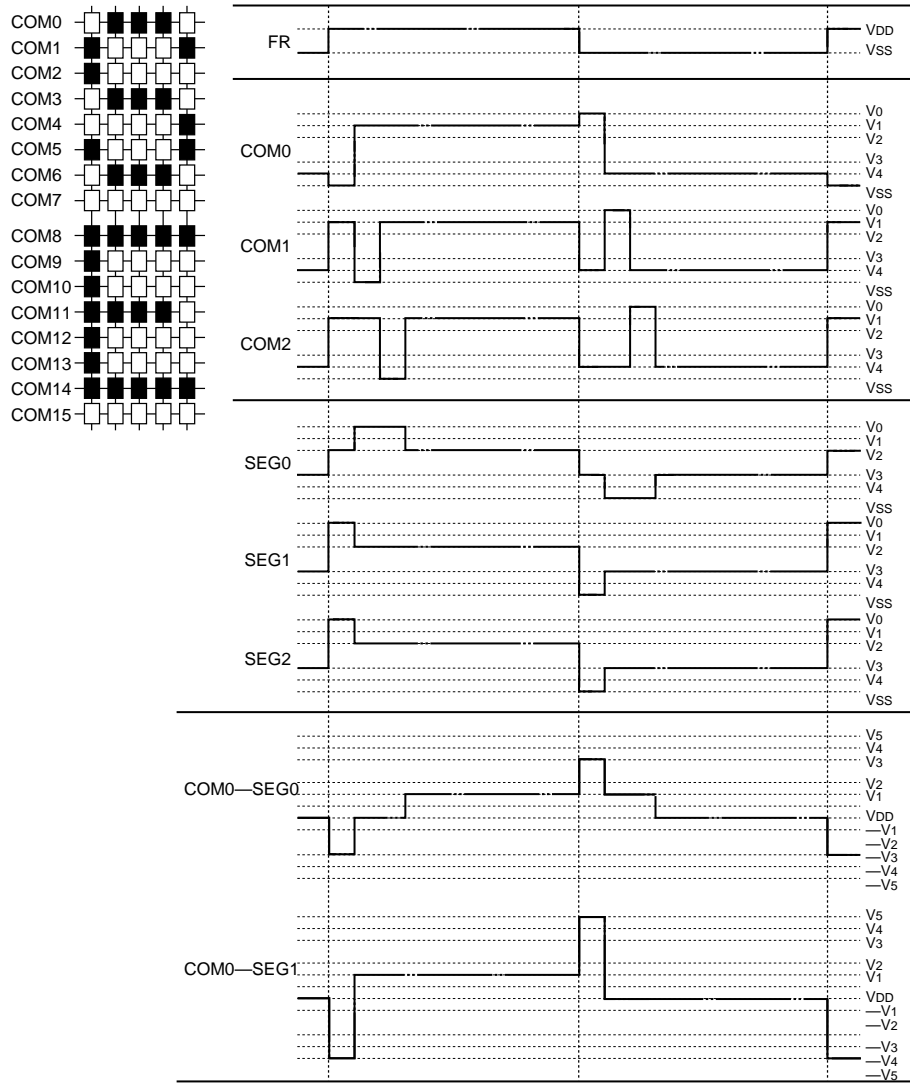 COM0
COM1
COM2
COM3
COM4
COM5
COM6
COM7
COM8
COM9
COM10
COM11
COM12
COM13
COM14
COM15
FR
VDD
VSS
COM0
V0
V1
V2
V3
V4
VSS
COM1
V0
V1
V2
V3
V4
VSS
COM2
V0
V1
V2
V3
V4
VSS
SEG0
V0
V1
V2
V3
V4
VSS
SEG1
V0
V1
V2
V3
V4
VSS
SEG2
V0
V1
V2
V3
V4
VSS
COM0—SEG0
V5
V4
V3
V2
V1
VDD
—V1
—V2
—V3
—V4
—V5
COM0—SEG1
V5
V4
V3
V2
V1
VDD
—V1
—V2
—V3
—V4
—V5